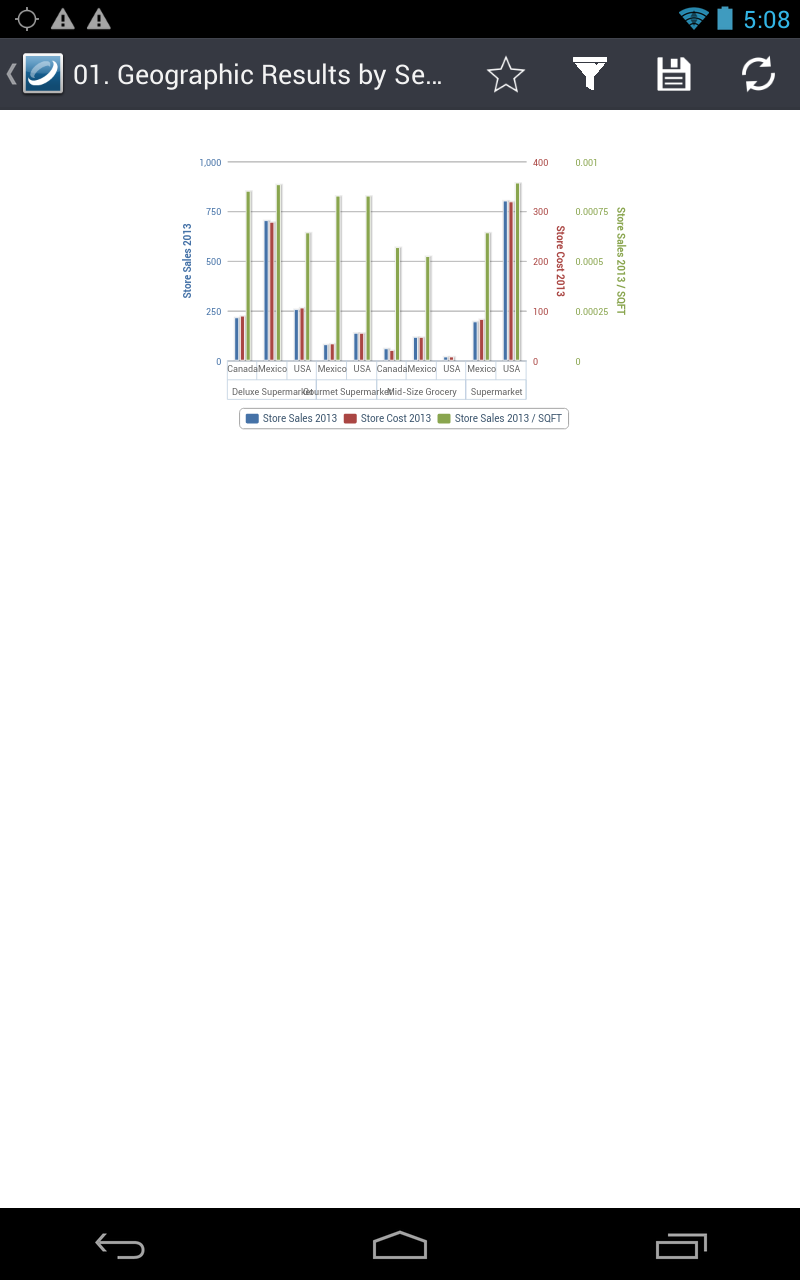 5:08
01. Geographic Results by Se...
1,000 400 0.001
750 300 0.00075
500 200 0.0005
250 100 0.00025
0 0 0
Store Sales 2013
Store Cost 2013
Store Sales 2013 / SQFT
Canada Mexico USA Mexico USA Canada Mexico USA Mexico USA
Deluxe Supermarket Gourmet Supermarket Mid-Size Grocery Supermarket
Store Sales 2013 Store Cost 2013 Store Sales 2013 / SQFT